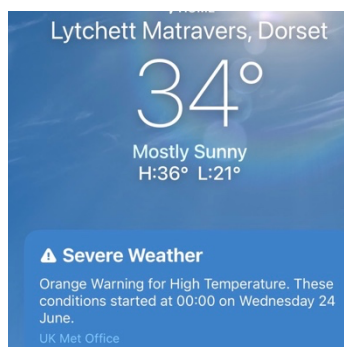 Lytchett Matravers, Dorset
34°
Mostly Sunny
H:36° L:21°
Severe Weather
Orange Warning for High Temperature. These
conditions started at 00:00 on Wednesday 24
June.
UK Met Office